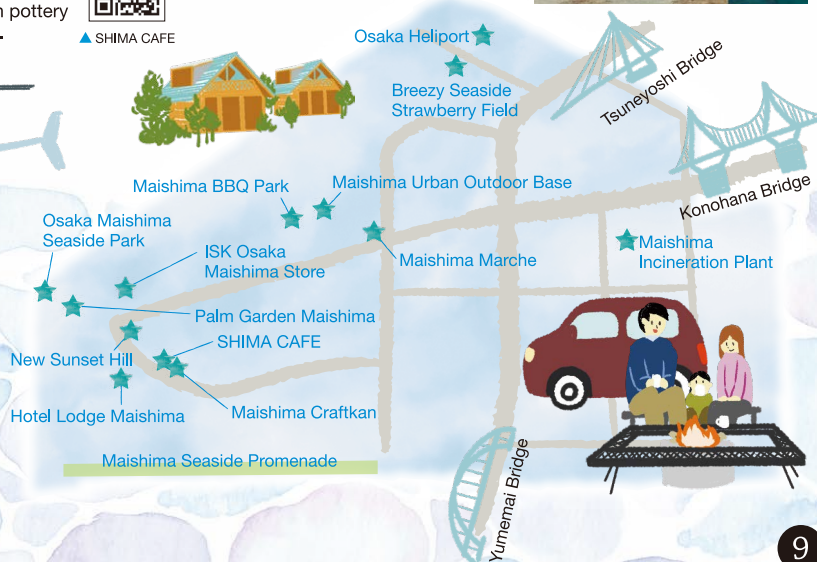 n pottery
▲ SHIMA CAFE
Osaka Heliport
Breezy Seaside
Strawberry Field
Tsuneyoshi Bridge
Konohana Bridge
Maishima BBQ Park
Maishima Urban Outdoor Base
Osaka Maishima
Seaside Park
ISK Osaka
Maishima Store
Maishima Marche
Maishima
Incineration Plant
Palm Garden Maishima
SHIMA CAFE
New Sunset Hill
Hotel Lodge Maishima
Maishima Craftkan
Maishima Seaside Promenade
Yumemai Bridge
9